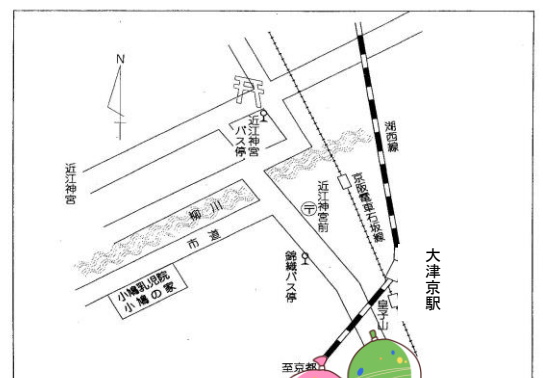 N
近江神宮
バス停
近江神宮
湖西線
京阪電車石坂線
近江神宮前
〒
柳川
市道
錦織バス停
小鳩乳児院
小鳩の家
大津京駅
皇子山
至京都